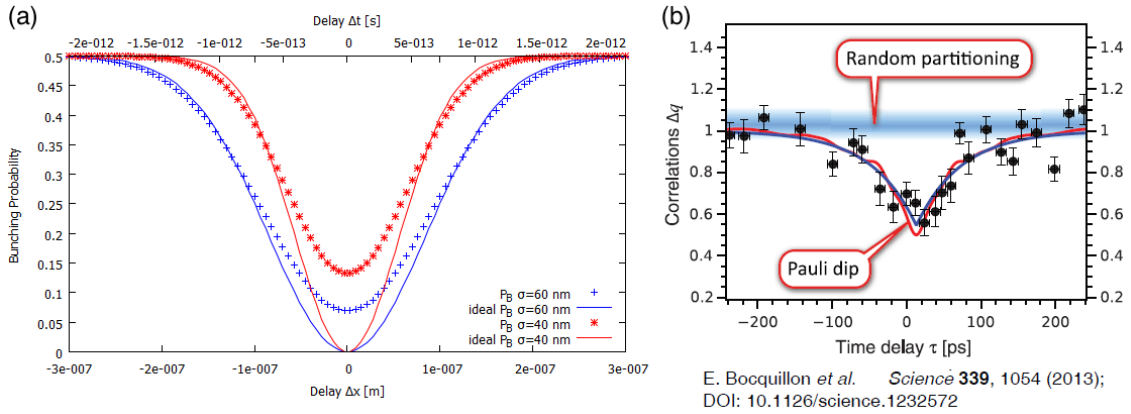 (a)
Delay Δt [s]
-2e-012 -1.5e-012 -1e-012 -5e-013 0 5e-013 1e-012 1.5e-012 2e-012
0.5
0.45
0.4
0.35
0.3
0.25
0.2
0.15
0.1
0.05
0
Bunching Probability
P_B σ=60 nm
ideal P_B σ=60 nm
P_B σ=40 nm
ideal P_B σ=40 nm
-3e-007 -2e-007 -1e-007 0 1e-007 2e-007 3e-007
Delay Δx [m]
(b)
1.4 1.4
1.2 1.2
1 1
0.8 0.8
0.6 0.6
0.4 0.4
0.2 0.2
Correlations Δq
Random partitioning
Pauli dip
−200 −100 0 100 200
Time delay τ [ps]
E. Bocquillon et al. Science 339, 1054 (2013);
DOI: 10.1126/science.1232572